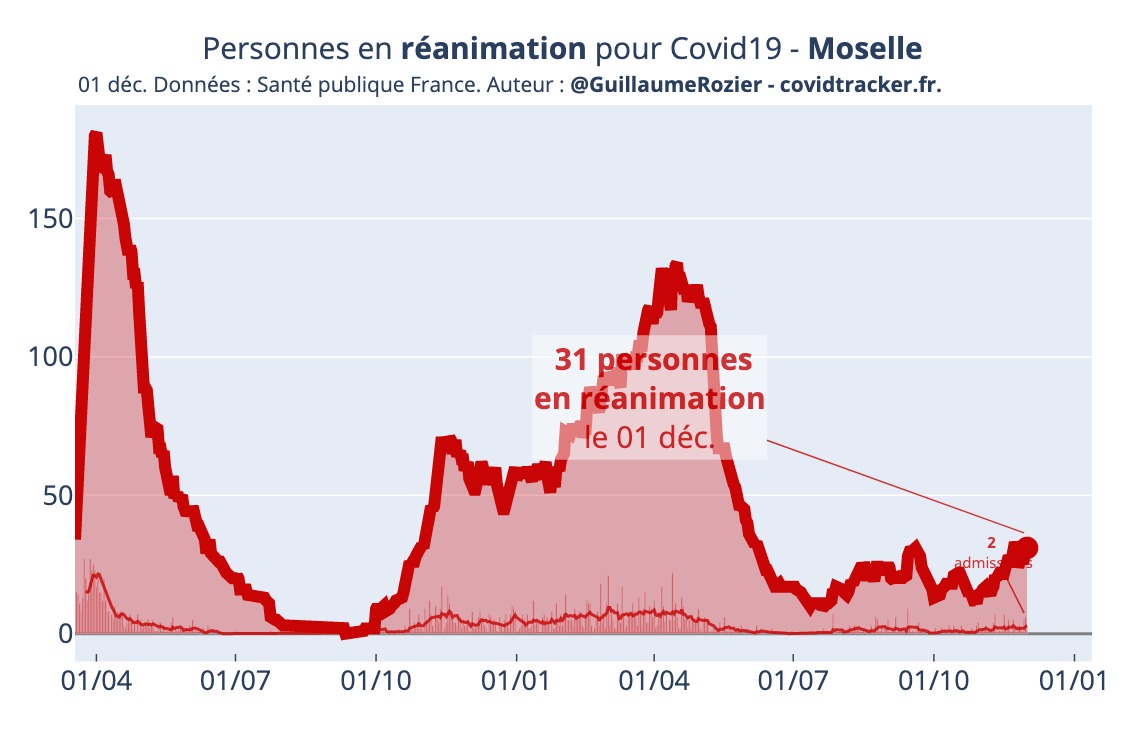 Personnes en réanimation pour Covid19 - Moselle
01 déc. Données : Santé publique France. Auteur : @GuillaumeRozier - covidtracker.fr.
150
100
50
0
31 personnes
en réanimation
le 01 déc.
2
01/04
01/07
01/10
01/01
01/04
01/07
01/10
01/01